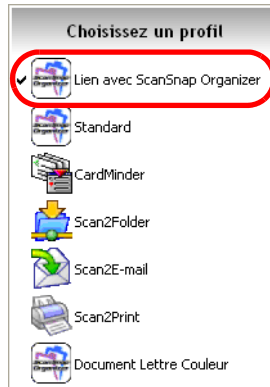 Choisissez un profil
Lien avec ScanSnap Organizer
Standard
CardMinder
Scan2Folder
Scan2E-mail
Scan2Print
Document Lettre Couleur